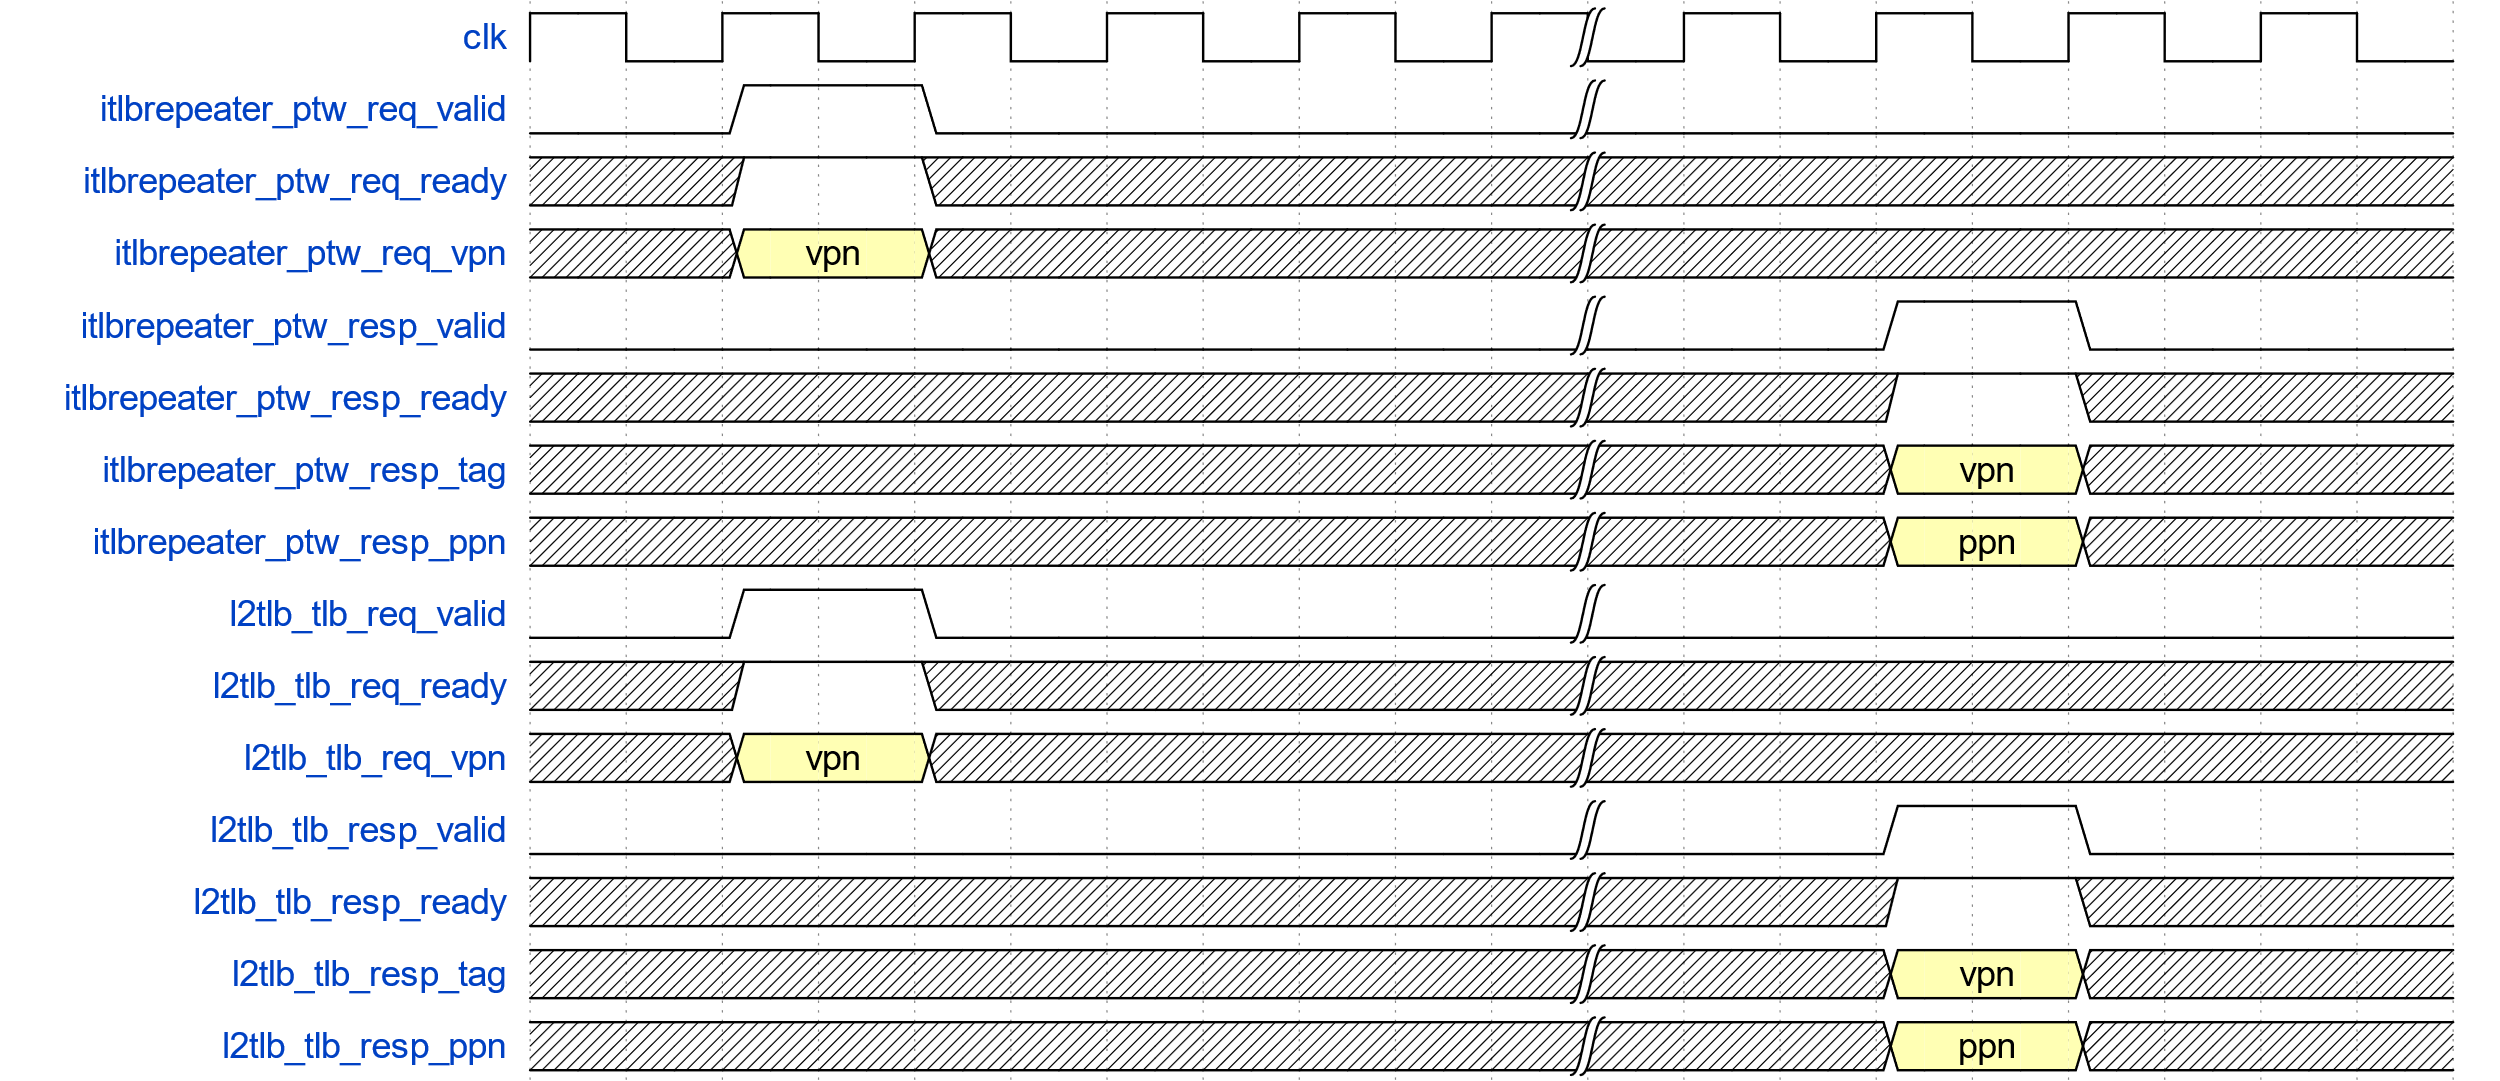 clk
itlbrepeater_ptw_req_valid
itlbrepeater_ptw_req_ready
itlbrepeater_ptw_req_vpn vpn
itlbrepeater_ptw_resp_valid
itlbrepeater_ptw_resp_ready
itlbrepeater_ptw_resp_tag vpn
itlbrepeater_ptw_resp_ppn ppn
l2tlb_tlb_req_valid
l2tlb_tlb_req_ready
l2tlb_tlb_req_vpn vpn
l2tlb_tlb_resp_valid
l2tlb_tlb_resp_ready
l2tlb_tlb_resp_tag vpn
l2tlb_tlb_resp_ppn ppn